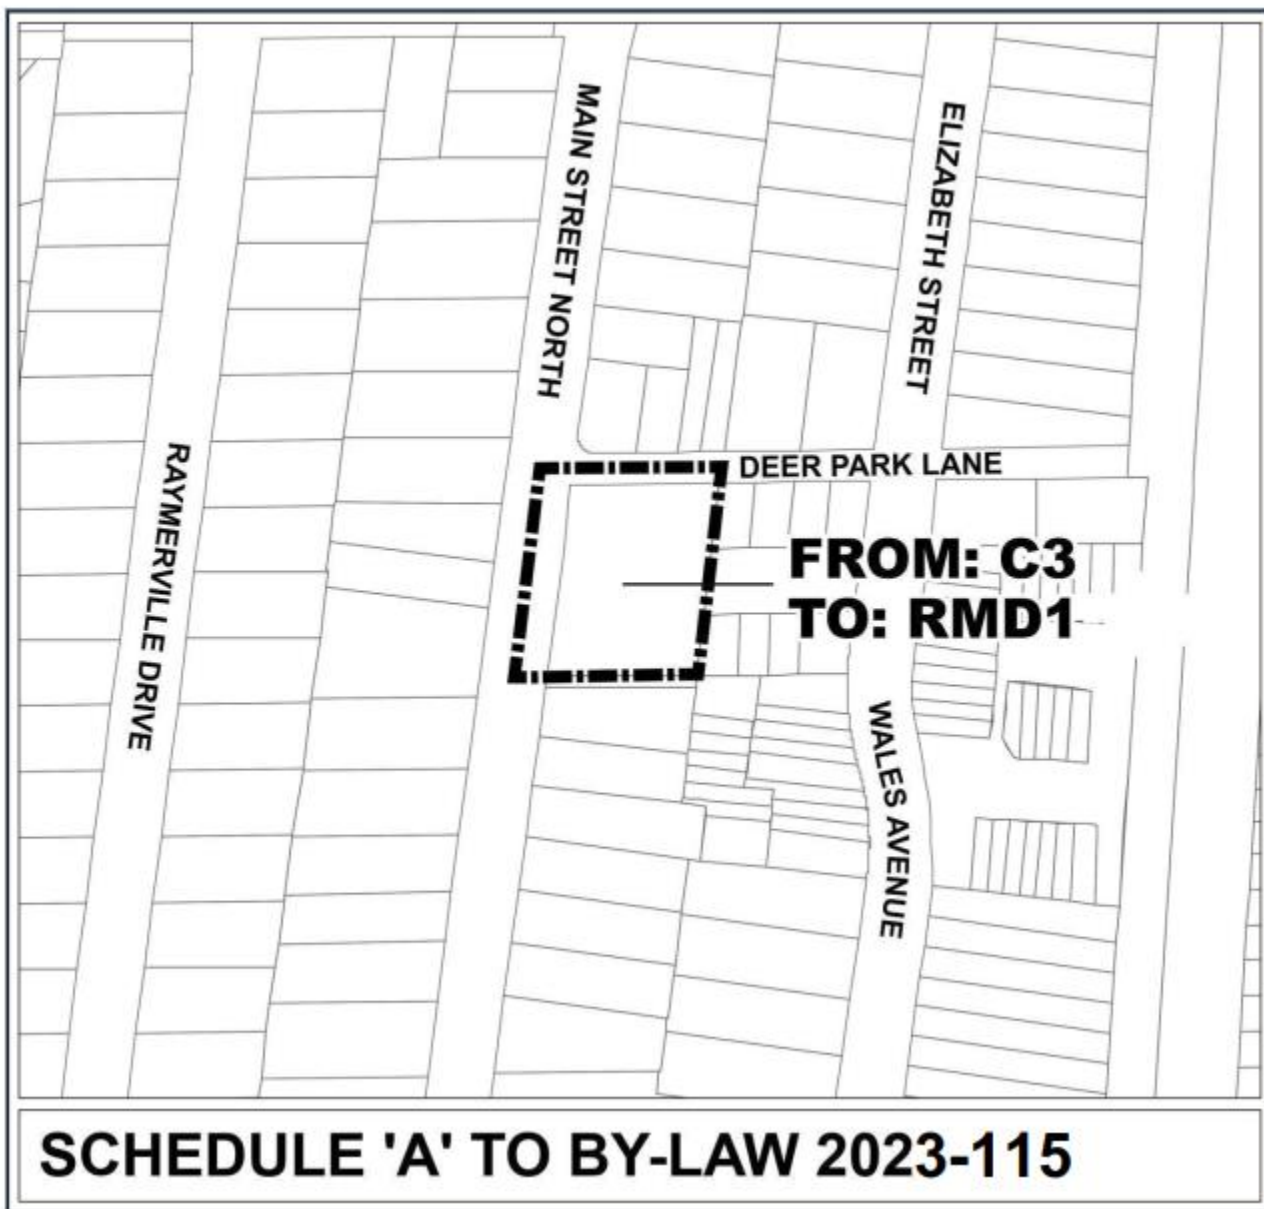 MAIN STREET NORTH
ELIZABETH STREET
RAYMERVILLE DRIVE
DEER PARK LANE
FROM: C3
TO: RMD1
WALES AVENUE
SCHEDULE 'A' TO BY-LAW 2023-115